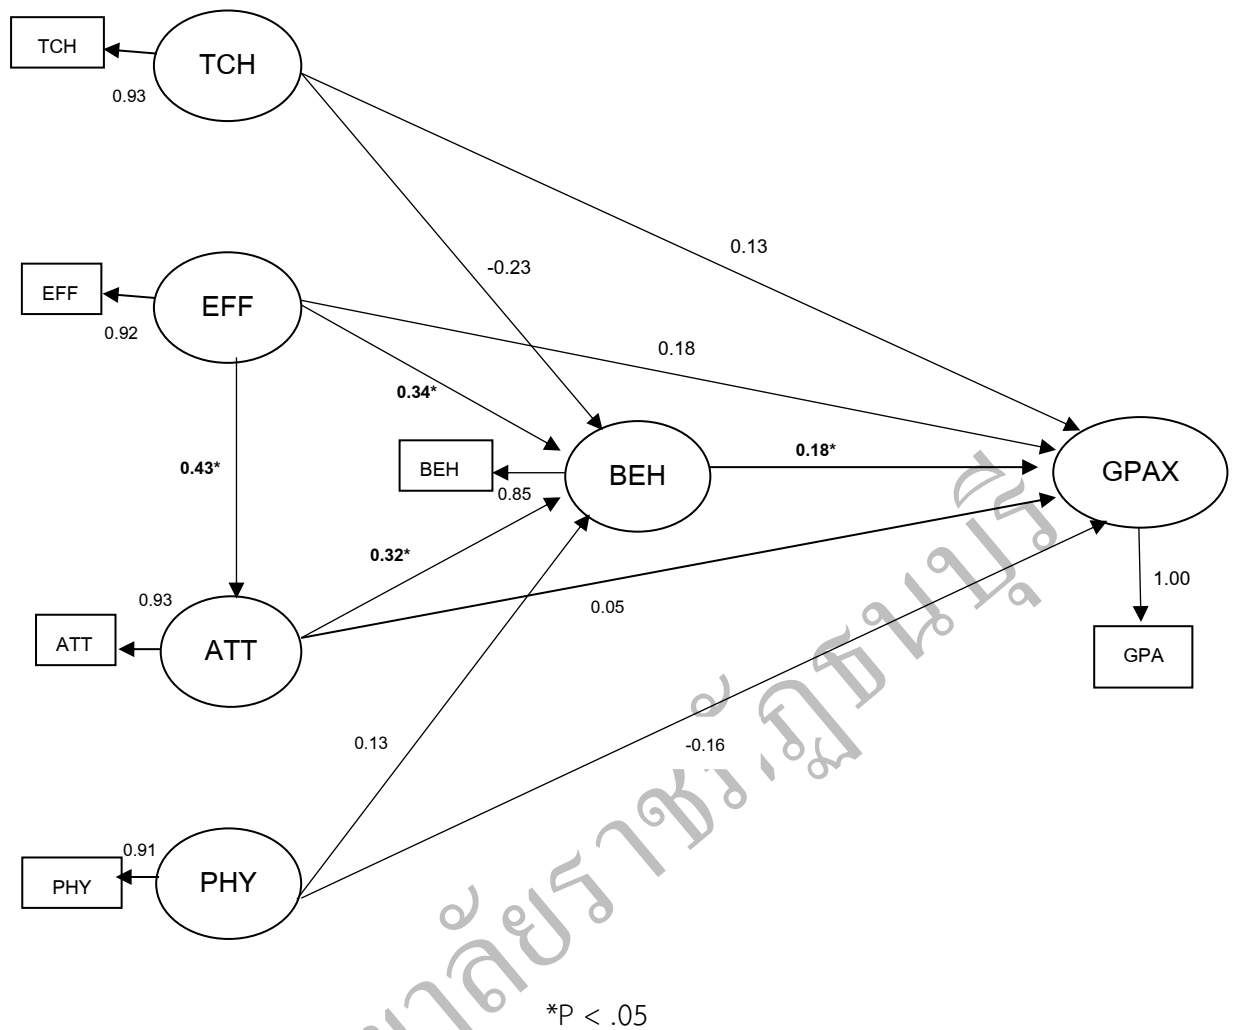 TCH
TCH
0.93
0.13
-0.23
EFF
EFF
0.92
0.18
0.34*
0.43*
BEH
BEH
0.85
0.18*
GPAX
0.32*
0.93
ATT
ATT
0.05
1.00
GPA
0.13
-0.16
0.91
PHY
PHY
*P < .05